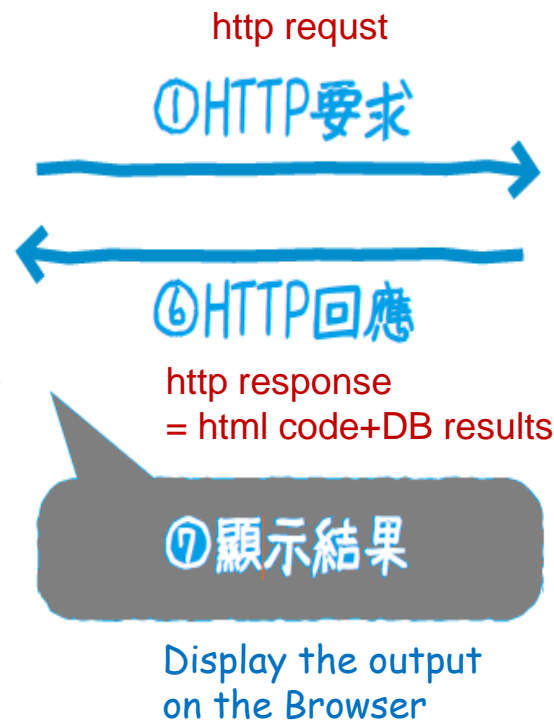 http requst
①HTTP要求
⑥HTTP回應
http response
= html code+DB results
⑦顯示結果
Display the output
on the Browser